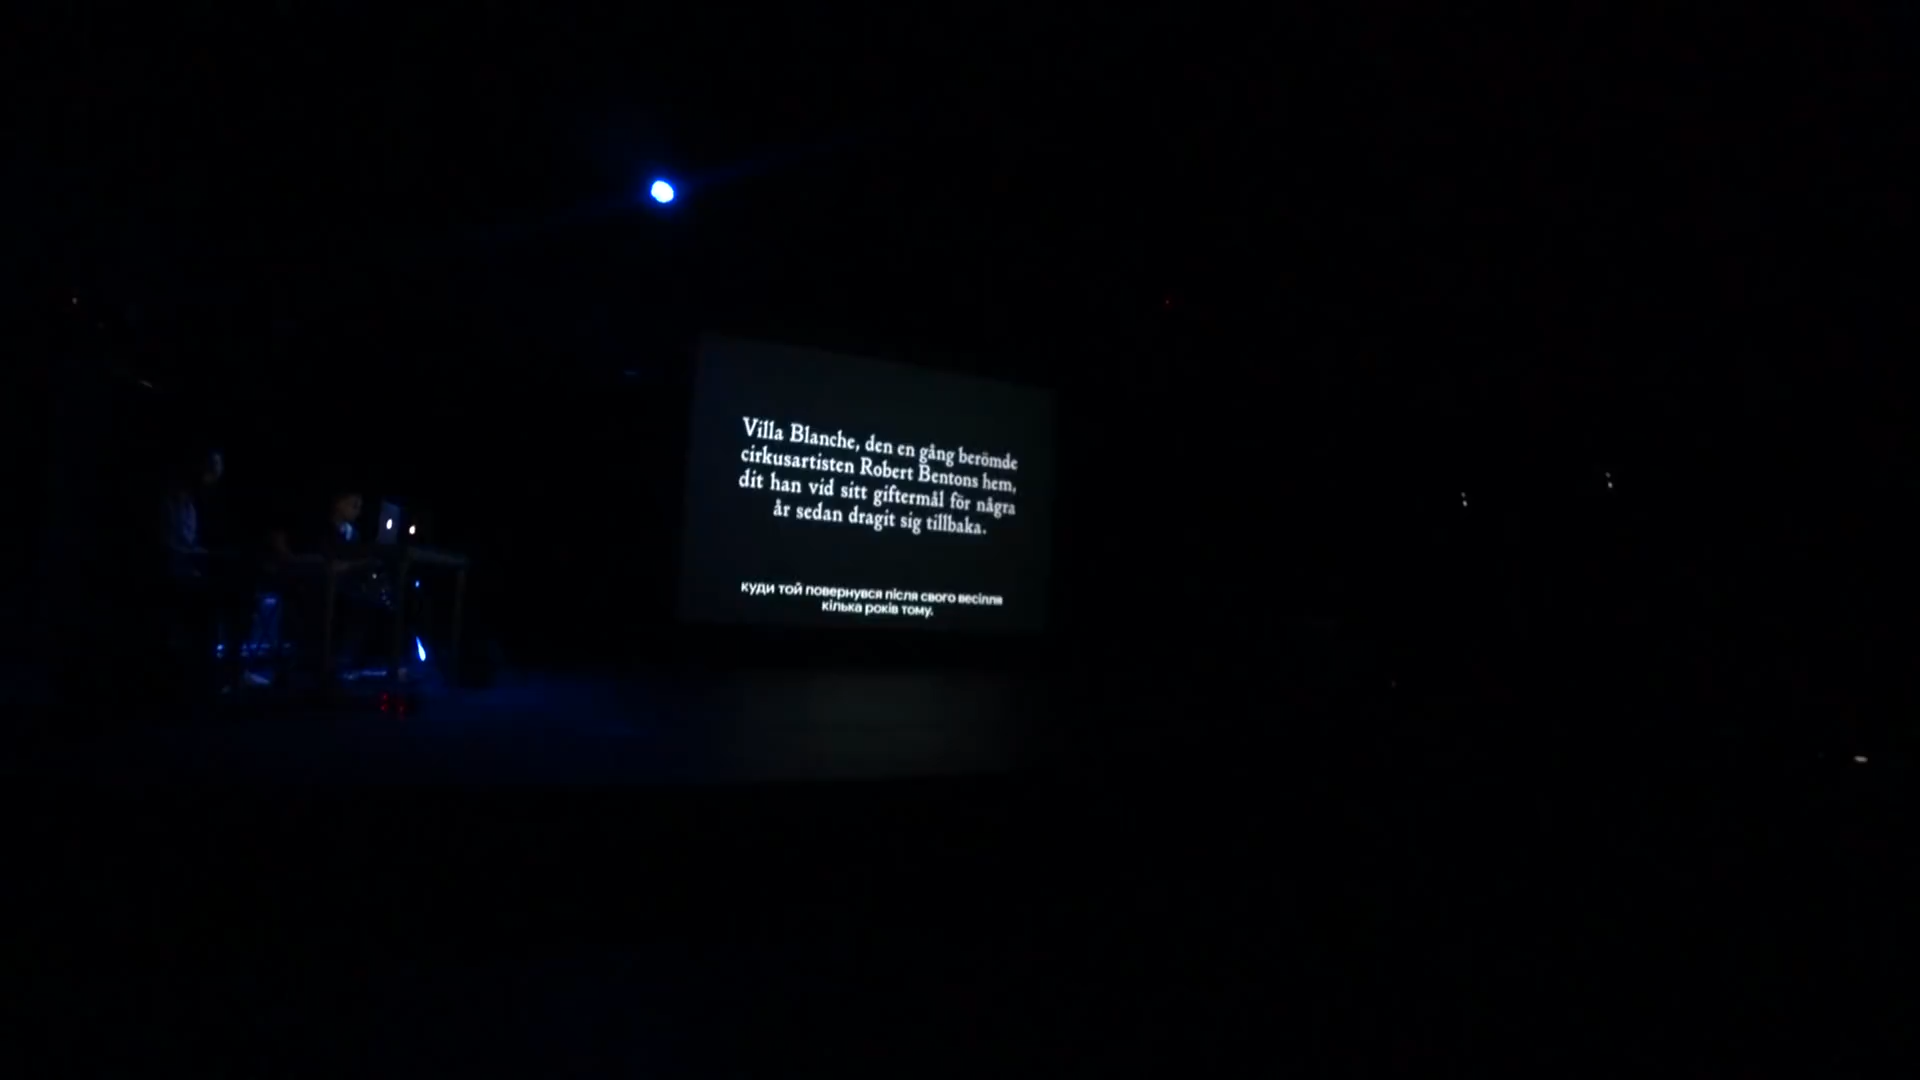 Villa Blanche, den en gång berömde
cirkusartisten Robert Bentons hem,
dit han vid sitt giftermål för några
år sedan dragit sig tillbaka.
куди той повернувся після свого весілля
кілька років тому.